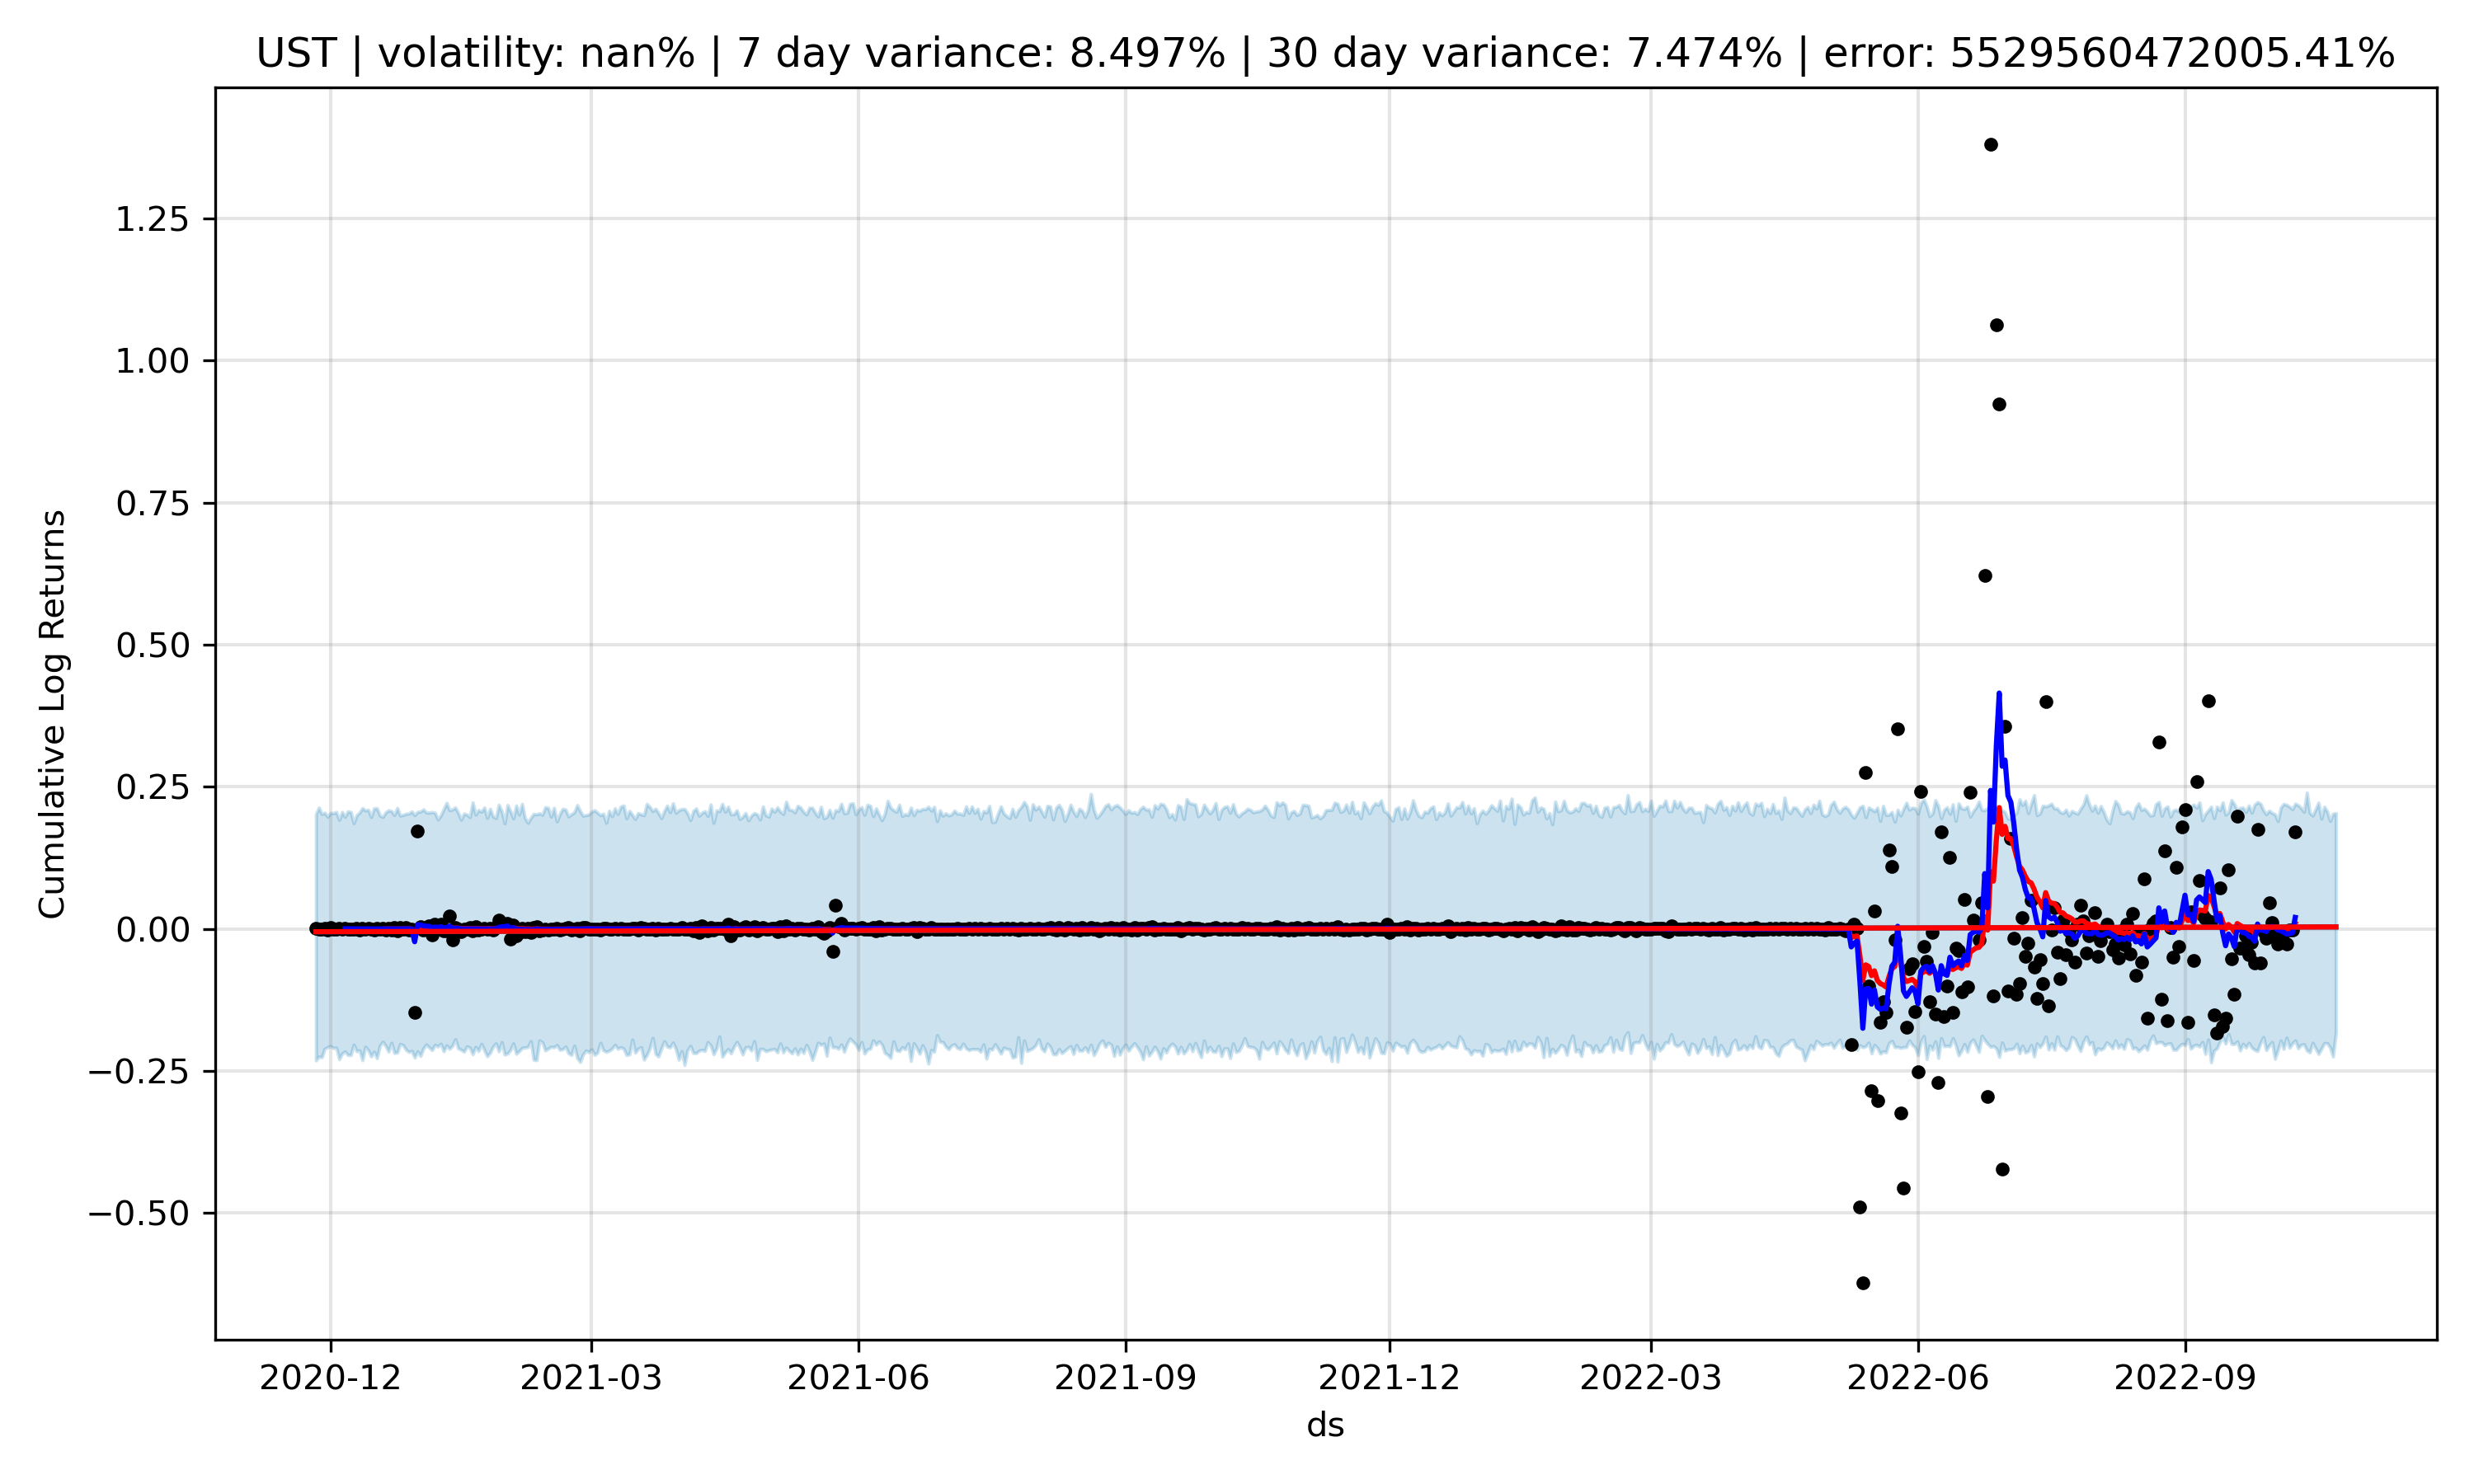 UST | volatility: nan% | 7 day variance: 8.497% | 30 day variance: 7.474% | error: 5529560472005.41%
Cumulative Log Returns
1.25
1.00
0.75
0.50
0.25
0.00
−0.25
−0.50
2020-12 2021-03 2021-06 2021-09 2021-12 2022-03 2022-06 2022-09
ds